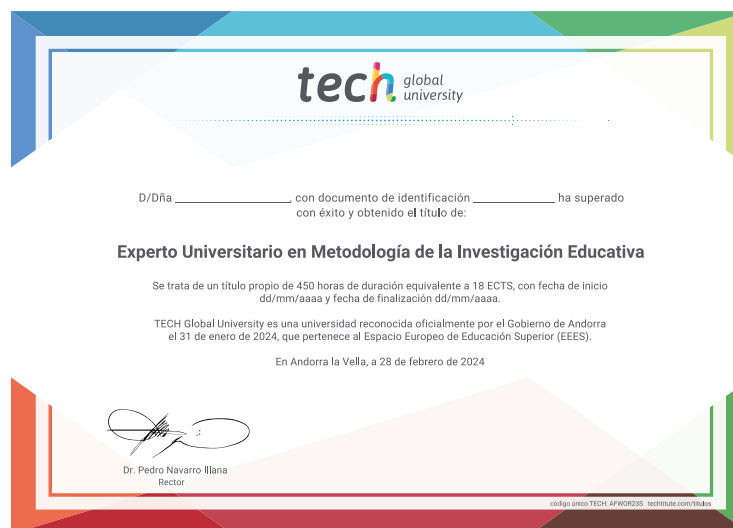 tech global
university
D/Dña ______________, con documento de identificación __________ ha superado
con éxito y obtenido el título de:
Experto Universitario en Metodología de la Investigación Educativa
Se trata de un título propio de 450 horas de duración equivalente a 18 ECTS, con fecha de inicio
dd/mm/aaaa y fecha de finalización dd/mm/aaaa.
TECH Global University es una universidad reconocida oficialmente por el Gobierno de Andorra
el 31 de enero de 2024, que pertenece al Espacio Europeo de Educación Superior (EEES).
En Andorra la Vella, a 28 de febrero de 2024
Dr. Pedro Navarro Illana
Rector
código único TECH: AFWOR23S techtitute.com/titulos